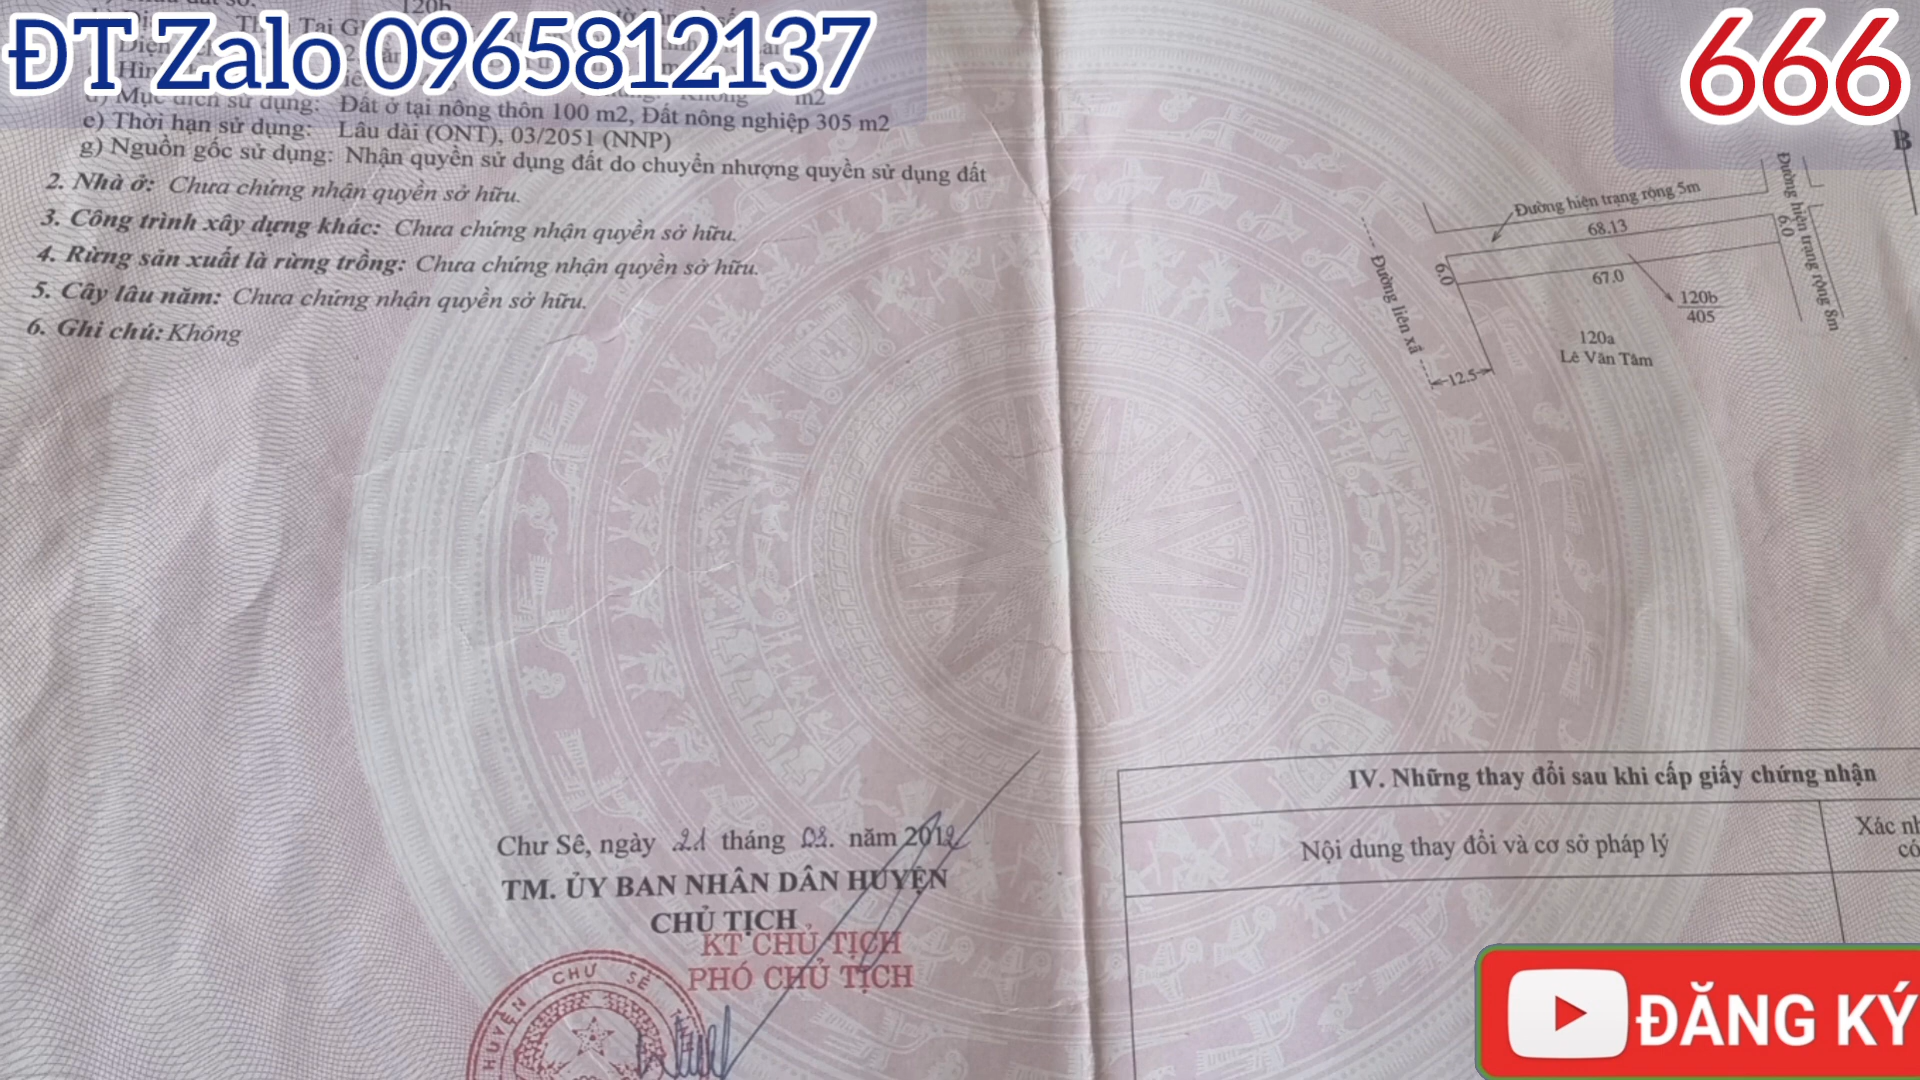 ĐT Zalo 0965812137
666
120b
d) Mục đích sử dụng: Đất ở tại nông thôn 100 m2, Đất nông nghiệp 305 m2
e) Thời hạn sử dụng: Lâu dài (ONT), 03/2051 (NNP)
g) Nguồn gốc sử dụng: Nhận quyền sử dụng đất do chuyển nhượng quyền sử dụng đất
2. Nhà ở: Chưa chứng nhận quyền sở hữu.
3. Công trình xây dựng khác: Chưa chứng nhận quyền sở hữu.
4. Rừng sản xuất là rừng trồng: Chưa chứng nhận quyền sở hữu.
5. Cây lâu năm: Chưa chứng nhận quyền sở hữu.
6. Ghi chú: Không
B
Đường hiện trạng rộng 5m
68.13
6.0
67.0
6.0
Đường hiện trạng rộng 8m
Đường liên xã
120b
405
120a
Lê Văn Tâm
12.5
Chư Sê, ngày 21 tháng 03. năm 2012
TM. ỦY BAN NHÂN DÂN HUYỆN
CHỦ TỊCH
KT CHỦ TỊCH
PHÓ CHỦ TỊCH
HUYỆN CHƯ SÊ
IV. Những thay đổi sau khi cấp giấy chứng nhận
Nội dung thay đổi và cơ sở pháp lý
Xác
có
ĐĂNG KÝ